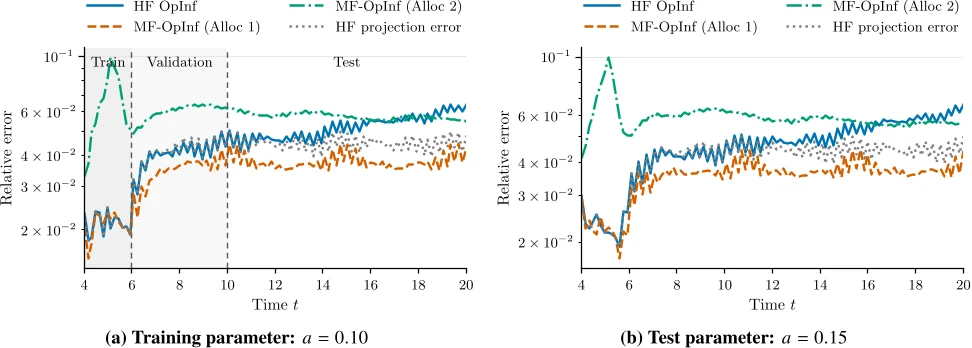 HF OpInf
MF-OpInf (Alloc 2)
MF-OpInf (Alloc 1)
HF projection error
10⁻¹
6 × 10⁻²
4 × 10⁻²
3 × 10⁻²
2 × 10⁻²
Relative error
Train
Validation
Test
4 6 8 10 12 14 16 18 20
Time t
(a) Training parameter: a = 0.10
HF OpInf
MF-OpInf (Alloc 2)
MF-OpInf (Alloc 1)
HF projection error
10⁻¹
6 × 10⁻²
4 × 10⁻²
3 × 10⁻²
2 × 10⁻²
Relative error
4 6 8 10 12 14 16 18 20
Time t
(b) Test parameter: a = 0.15